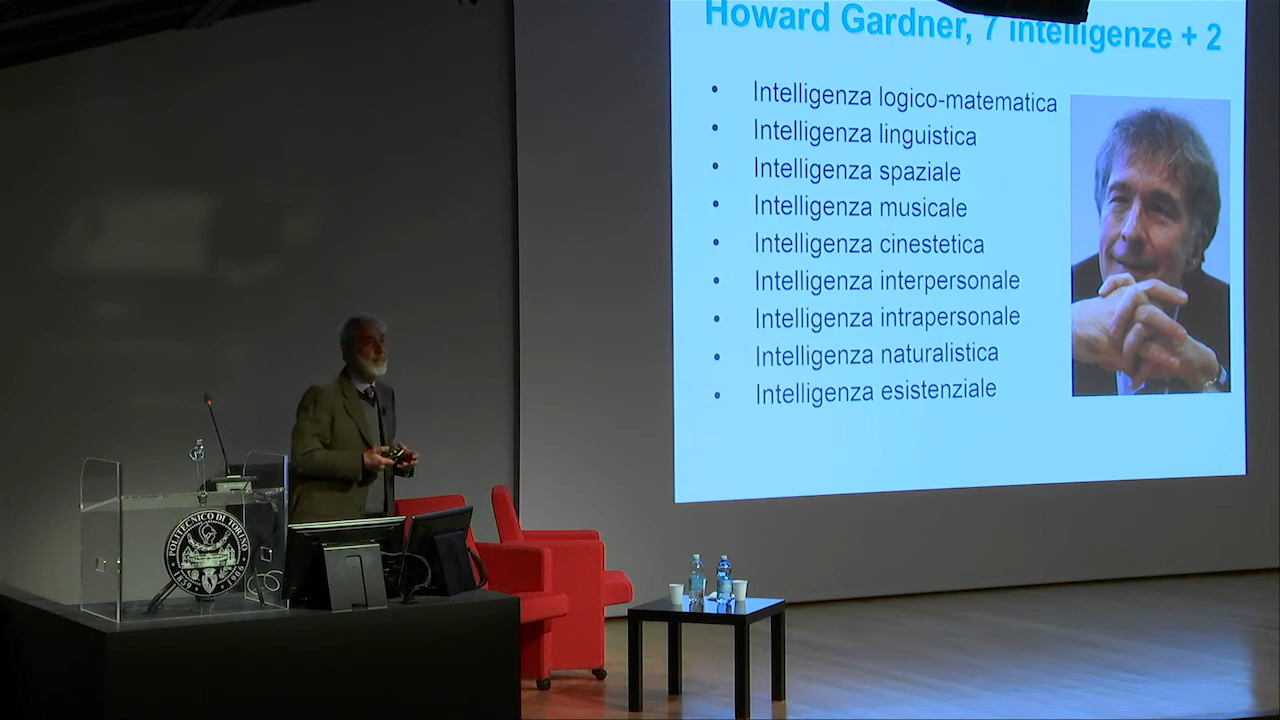 Howard Gardner, 7 intelligenze + 2
• Intelligenza logico-matematica
• Intelligenza linguistica
• Intelligenza spaziale
• Intelligenza musicale
• Intelligenza cinestetica
• Intelligenza interpersonale
• Intelligenza intrapersonale
• Intelligenza naturalistica
• Intelligenza esistenziale
POLITECNICO DI TORINO
1859